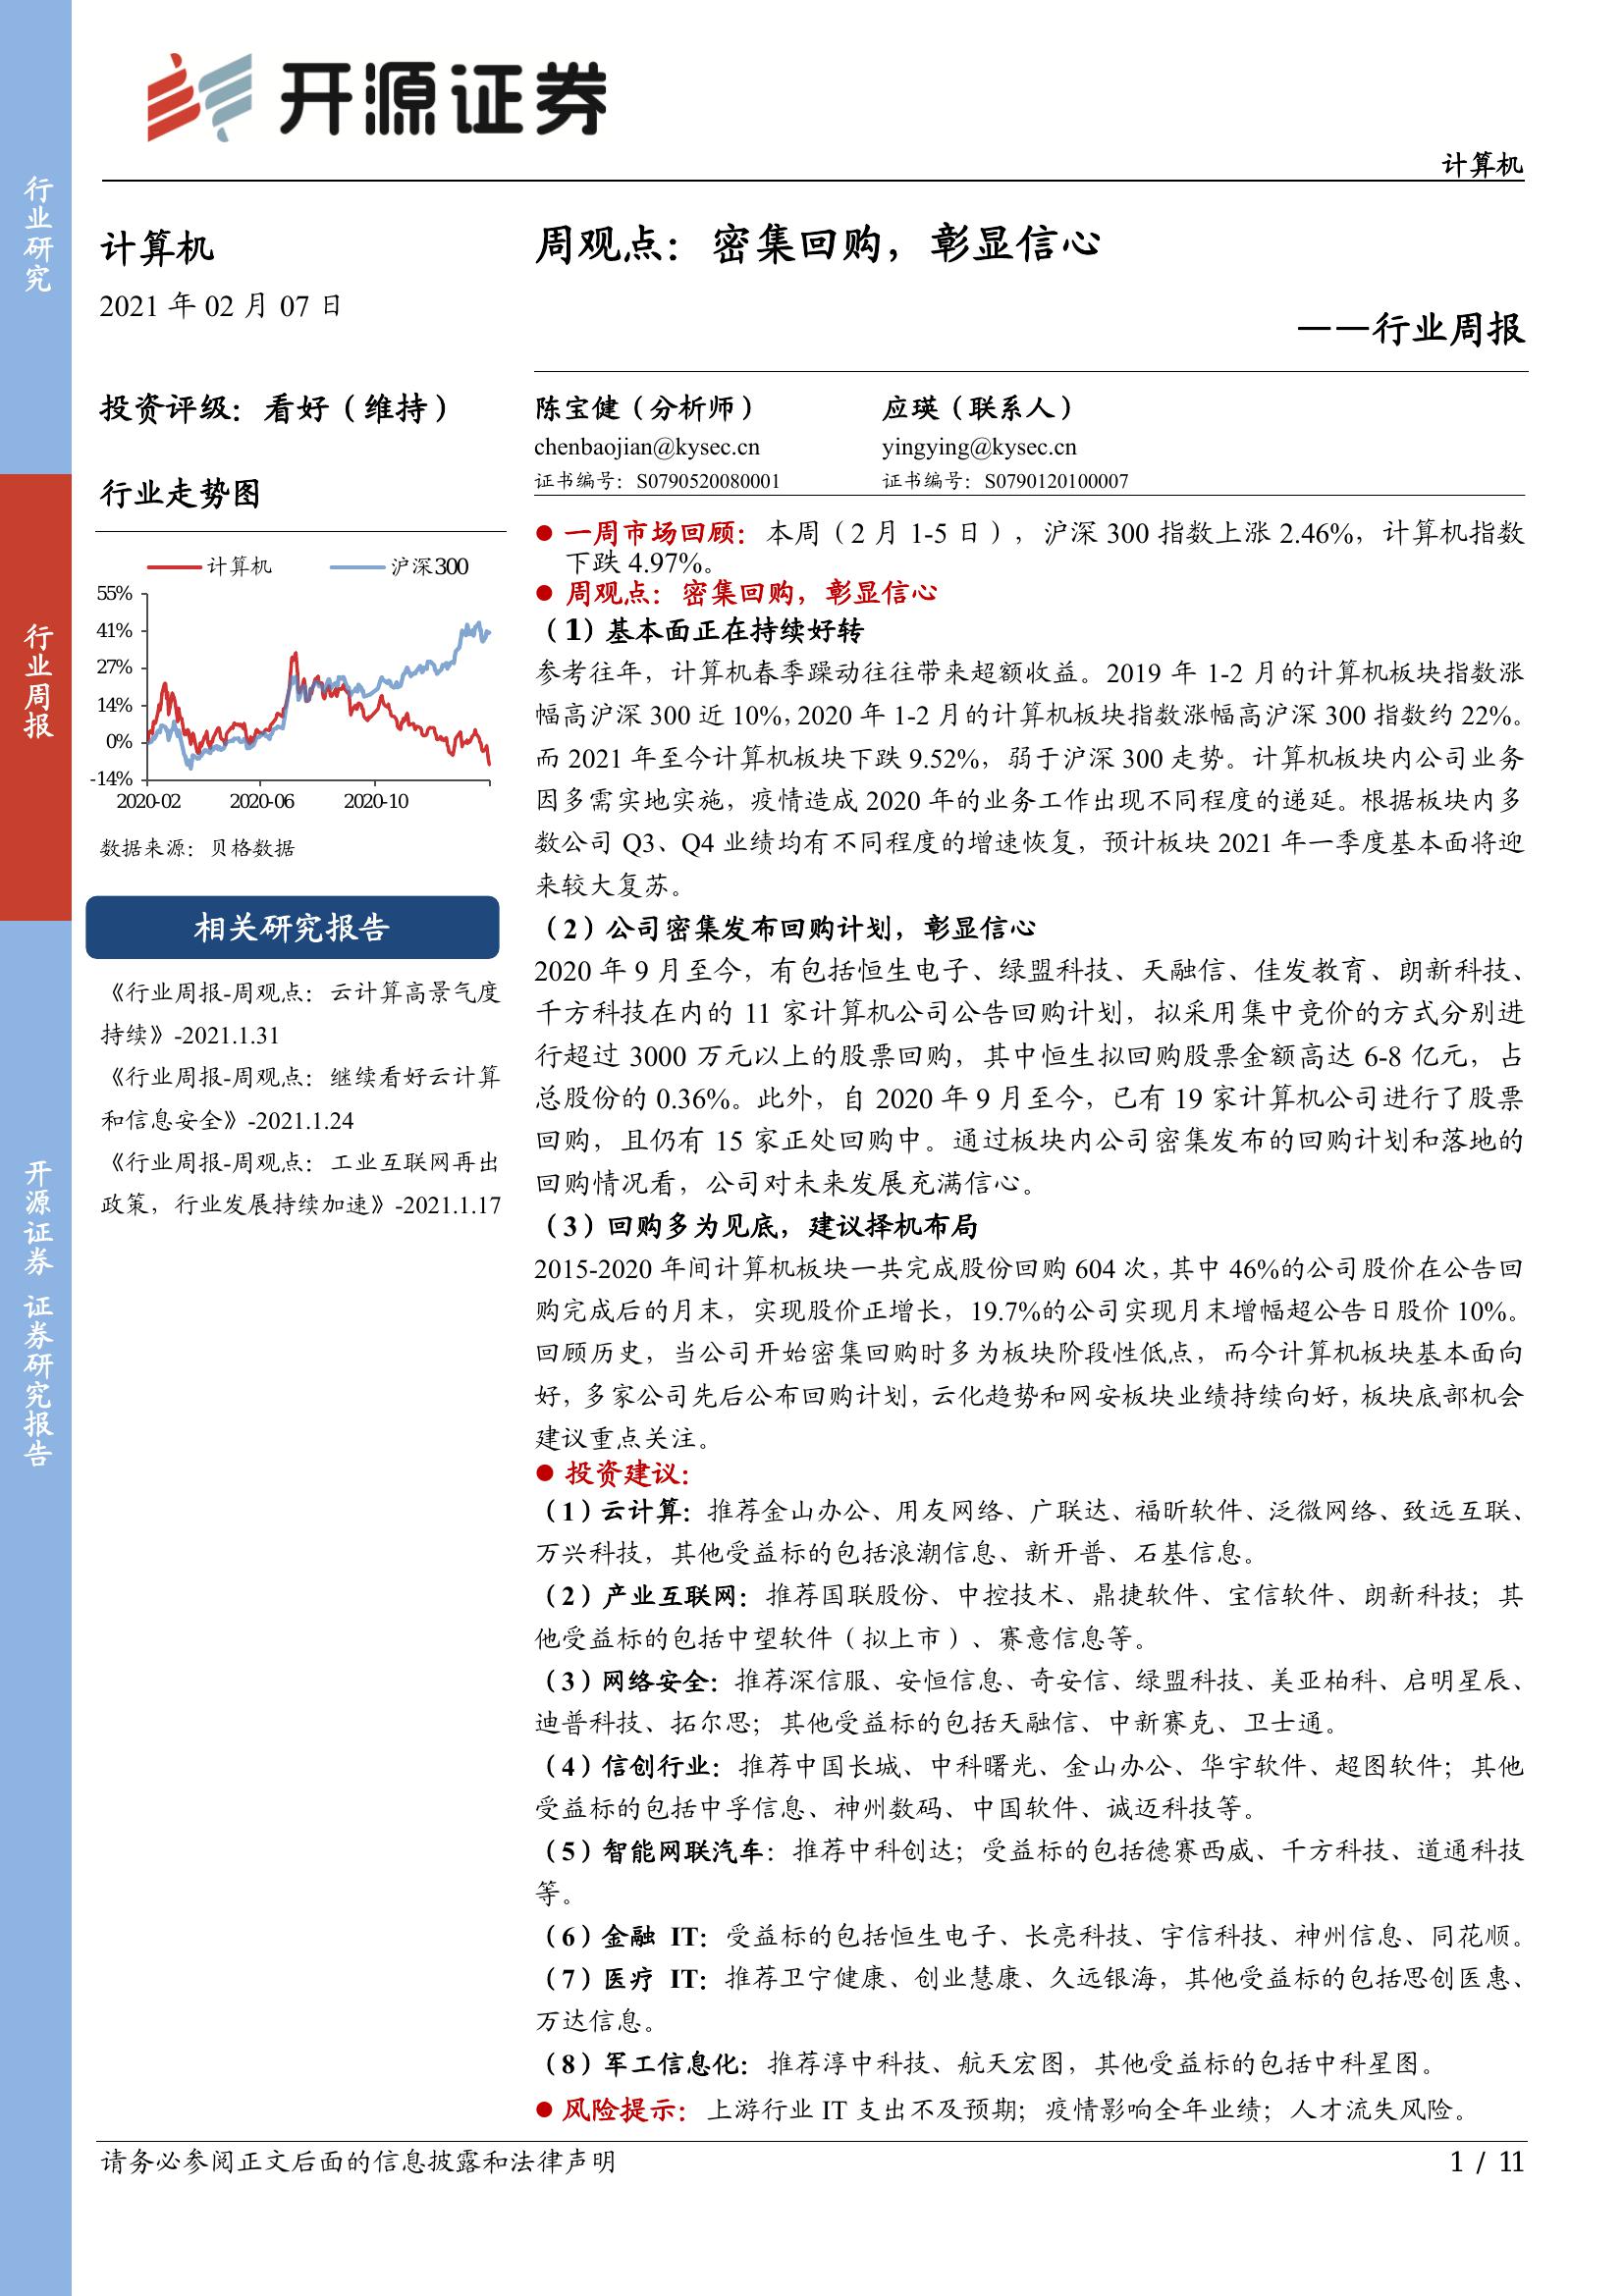 开源证券
计算机
行业研究
行业周报
开源证券 证券研究报告
计算机
2021 年 02 月 07 日
投资评级：看好（维持）
行业走势图
计算机 沪深300
55%
41%
27%
14%
0%
-14%
2020-02 2020-06 2020-10
数据来源：贝格数据
相关研究报告
《行业周报-周观点：云计算高景气度
持续》-2021.1.31
《行业周报-周观点：继续看好云计算
和信息安全》-2021.1.24
《行业周报-周观点：工业互联网再出
政策，行业发展持续加速》-2021.1.17
周观点：密集回购，彰显信心
——行业周报
陈宝健（分析师） 应瑛（联系人）
chenbaojian@kysec.cn yingying@kysec.cn
证书编号：S0790520080001 证书编号：S0790120100007
● 一周市场回顾：本周（2 月 1-5 日），沪深 300 指数上涨 2.46%，计算机指数
下跌 4.97%。
● 周观点：密集回购，彰显信心
（1）基本面正在持续好转
参考往年，计算机春季躁动往往带来超额收益。2019 年 1-2 月的计算机板块指数涨
幅高沪深 300 近 10%，2020 年 1-2 月的计算机板块指数涨幅高沪深 300 指数约 22%。
而 2021 年至今计算机板块下跌 9.52%，弱于沪深 300 走势。计算机板块内公司业务
因多需实地实施，疫情造成 2020 年的业务工作出现不同程度的递延。根据板块内多
数公司 Q3、Q4 业绩均有不同程度的增速恢复，预计板块 2021 年一季度基本面将迎
来较大复苏。
（2）公司密集发布回购计划，彰显信心
2020 年 9 月至今，有包括恒生电子、绿盟科技、天融信、佳发教育、朗新科技、
千方科技在内的 11 家计算机公司公告回购计划，拟采用集中竞价的方式分别进
行超过 3000 万元以上的股票回购，其中恒生拟回购股票金额高达 6-8 亿元，占
总股份的 0.36%。此外，自 2020 年 9 月至今，已有 19 家计算机公司进行了股票
回购，且仍有 15 家正处回购中。通过板块内公司密集发布的回购计划和落地的
回购情况看，公司对未来发展充满信心。
（3）回购多为见底，建议择机布局
2015-2020 年间计算机板块一共完成股份回购 604 次，其中 46%的公司股价在公告回
购完成后的月末，实现股价正增长，19.7%的公司实现月末增幅超公告日股价 10%。
回顾历史，当公司开始密集回购时多为板块阶段性低点，而今计算机板块基本面向
好，多家公司先后公布回购计划，云化趋势和网安板块业绩持续向好，板块底部机会
建议重点关注。
● 投资建议：
（1）云计算：推荐金山办公、用友网络、广联达、福昕软件、泛微网络、致远互联、
万兴科技，其他受益标的包括浪潮信息、新开普、石基信息。
（2）产业互联网：推荐国联股份、中控技术、鼎捷软件、宝信软件、朗新科技；其
他受益标的包括中望软件（拟上市）、赛意信息等。
（3）网络安全：推荐深信服、安恒信息、奇安信、绿盟科技、美亚柏科、启明星辰、
迪普科技、拓尔思；其他受益标的包括天融信、中新赛克、卫士通。
（4）信创行业：推荐中国长城、中科曙光、金山办公、华宇软件、超图软件；其他
受益标的包括中孚信息、神州数码、中国软件、诚迈科技等。
（5）智能网联汽车：推荐中科创达；受益标的包括德赛西威、千方科技、道通科技
等。
（6）金融 IT：受益标的包括恒生电子、长亮科技、宇信科技、神州信息、同花顺。
（7）医疗 IT：推荐卫宁健康、创业慧康、久远银海，其他受益标的包括思创医惠、
万达信息。
（8）军工信息化：推荐淳中科技、航天宏图，其他受益标的包括中科星图。
● 风险提示：上游行业 IT 支出不及预期；疫情影响全年业绩；人才流失风险。
请务必参阅正文后面的信息披露和法律声明 1 / 11